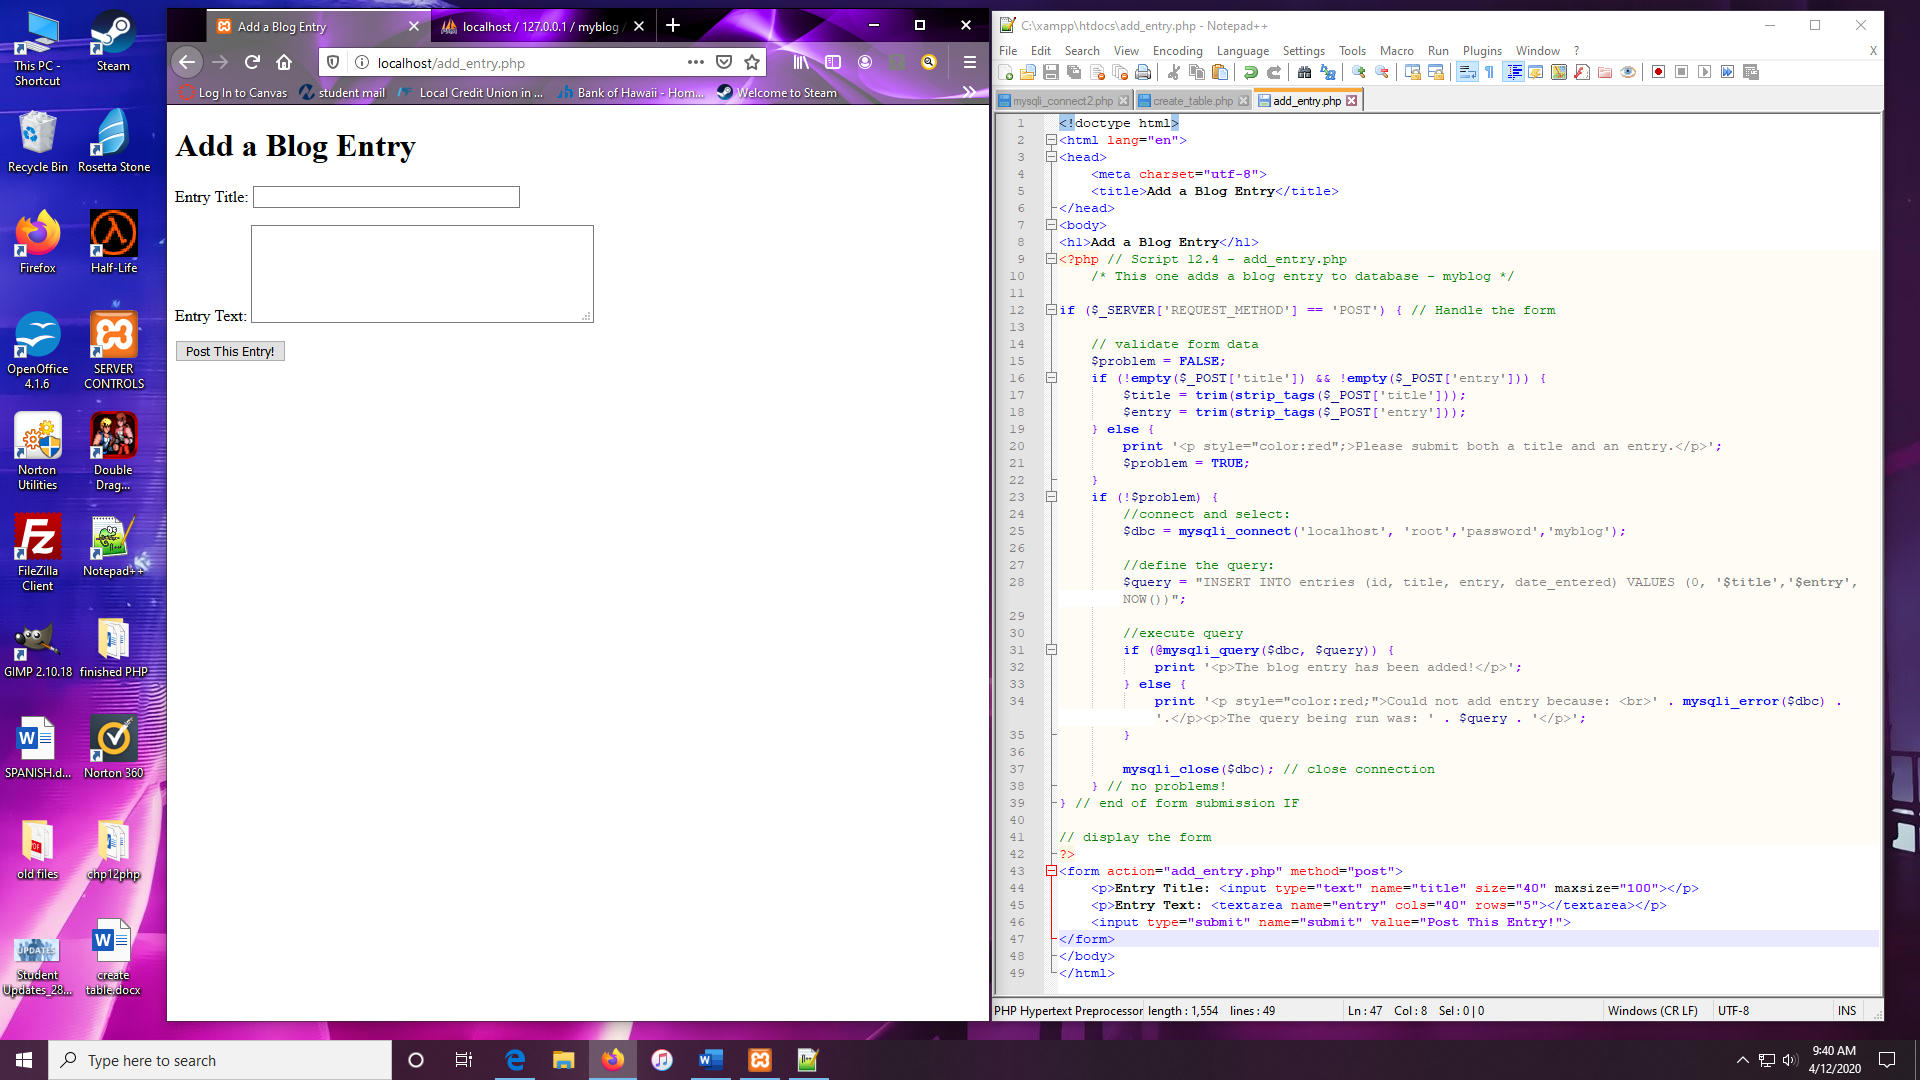 This PC - Shortcut
Steam
Recycle Bin
Rosetta Stone
Firefox
Half-Life
OpenOffice 4.1.6
SERVER CONTROLS
Norton Utilities
Double Drag...
FileZilla Client
Notepad++
GIMP 2.10.18
finished PHP
SPANISH.d...
Norton 360
old files
chp12php
Student Updates_28...
create table.docx
Add a Blog Entry
localhost / 127.0.0.1 / myblog
localhost/add_entry.php
Log In to Canvas
student mail
Local Credit Union in ...
Bank of Hawaii - Hom...
Welcome to Steam
Add a Blog Entry
Entry Title:
Entry Text:
Post This Entry!
C:\xampp\htdocs\add_entry.php - Notepad++
File Edit Search View Encoding Language Settings Tools Macro Run Plugins Window ? X
mysqli_connect2.php
create_table.php
add_entry.php
1 <!doctype html>
2 <html lang="en">
3 <head>
4 <meta charset="utf-8">
5 <title>Add a Blog Entry</title>
6 </head>
7 <body>
8 <h1>Add a Blog Entry</h1>
9 <?php // Script 12.4 - add_entry.php
10 /* This one adds a blog entry to database - myblog */
11
12 if ($_SERVER['REQUEST_METHOD'] == 'POST') { // Handle the form
13
14 // validate form data
15 $problem = FALSE;
16 if (!empty($_POST['title']) && !empty($_POST['entry'])) {
17 $title = trim(strip_tags($_POST['title']));
18 $entry = trim(strip_tags($_POST['entry']));
19 } else {
20 print '<p style="color:red";>Please submit both a title and an entry.</p>';
21 $problem = TRUE;
22 }
23 if (!$problem) {
24 //connect and select:
25 $dbc = mysqli_connect('localhost', 'root','password','myblog');
26
27 //define the query:
28 $query = "INSERT INTO entries (id, title, entry, date_entered) VALUES (0, '$title','$entry',
NOW())";
29
30 //execute query
31 if (@mysqli_query($dbc, $query)) {
32 print '<p>The blog entry has been added!</p>';
33 } else {
34 print '<p style="color:red;">Could not add entry because: <br>' . mysqli_error($dbc) .
'.</p><p>The query being run was: ' . $query . '</p>';
35 }
36
37 mysqli_close($dbc); // close connection
38 } // no problems!
39 } // end of form submission IF
40
41 // display the form
42 ?>
43 <form action="add_entry.php" method="post">
44 <p>Entry Title: <input type="text" name="title" size="40" maxsize="100"></p>
45 <p>Entry Text: <textarea name="entry" cols="40" rows="5"></textarea></p>
46 <input type="submit" name="submit" value="Post This Entry!">
47 </form>
48 </body>
49 </html>
PHP Hypertext Preprocessor length : 1,554 lines : 49 Ln : 47 Col : 8 Sel : 0 | 0 Windows (CR LF) UTF-8 INS
Type here to search
9:40 AM
4/12/2020